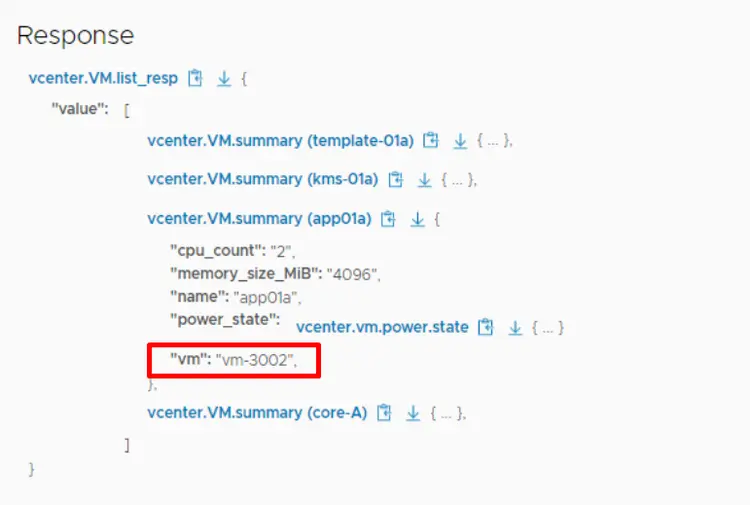 Response
vcenter.VM.list_resp {
"value": [
vcenter.VM.summary (template-01a) { ... },
vcenter.VM.summary (kms-01a) { ... },
vcenter.VM.summary (app01a) {
"cpu_count": "2",
"memory_size_MiB": "4096",
"name": "app01a",
"power_state": vcenter.vm.power.state { ... }
"vm": "vm-3002",
},
vcenter.VM.summary (core-A) { ... },
]
}